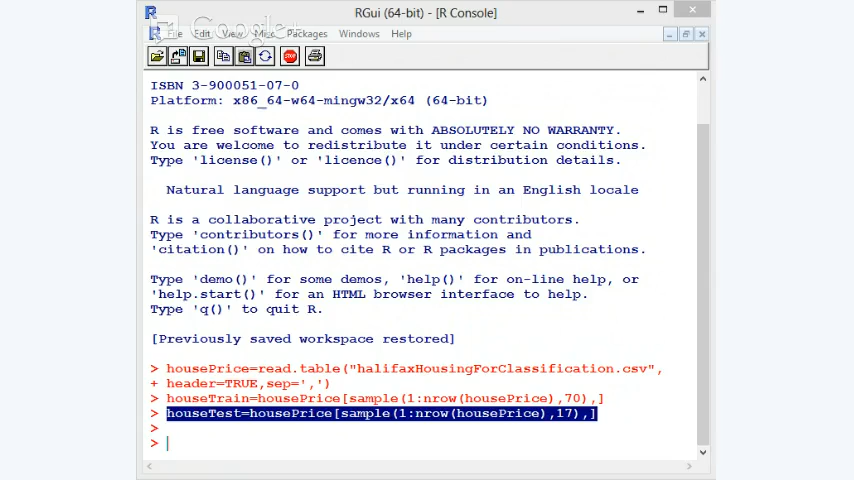 RGui (64-bit) - [R Console]
Google+
File Edit View Misc Packages Windows Help
STOP
ISBN 3-900051-07-0
Platform: x86_64-w64-mingw32/x64 (64-bit)
R is free software and comes with ABSOLUTELY NO WARRANTY.
You are welcome to redistribute it under certain conditions.
Type 'license()' or 'licence()' for distribution details.
Natural language support but running in an English locale
R is a collaborative project with many contributors.
Type 'contributors()' for more information and
'citation()' on how to cite R or R packages in publications.
Type 'demo()' for some demos, 'help()' for on-line help, or
'help.start()' for an HTML browser interface to help.
Type 'q()' to quit R.
[Previously saved workspace restored]
> housePrice=read.table("halifaxHousingForClassification.csv",
+ header=TRUE,sep=',')
> houseTrain=housePrice[sample(1:nrow(housePrice),70),]
> houseTest=housePrice[sample(1:nrow(housePrice),17),]
>
>